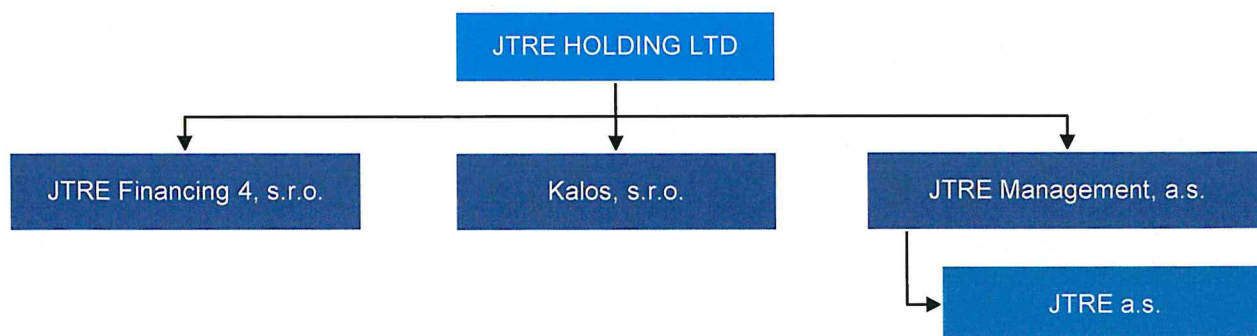 JTRE HOLDING LTD
JTRE Financing 4, s.r.o.
Kalos, s.r.o.
JTRE Management, a.s.
JTRE a.s.